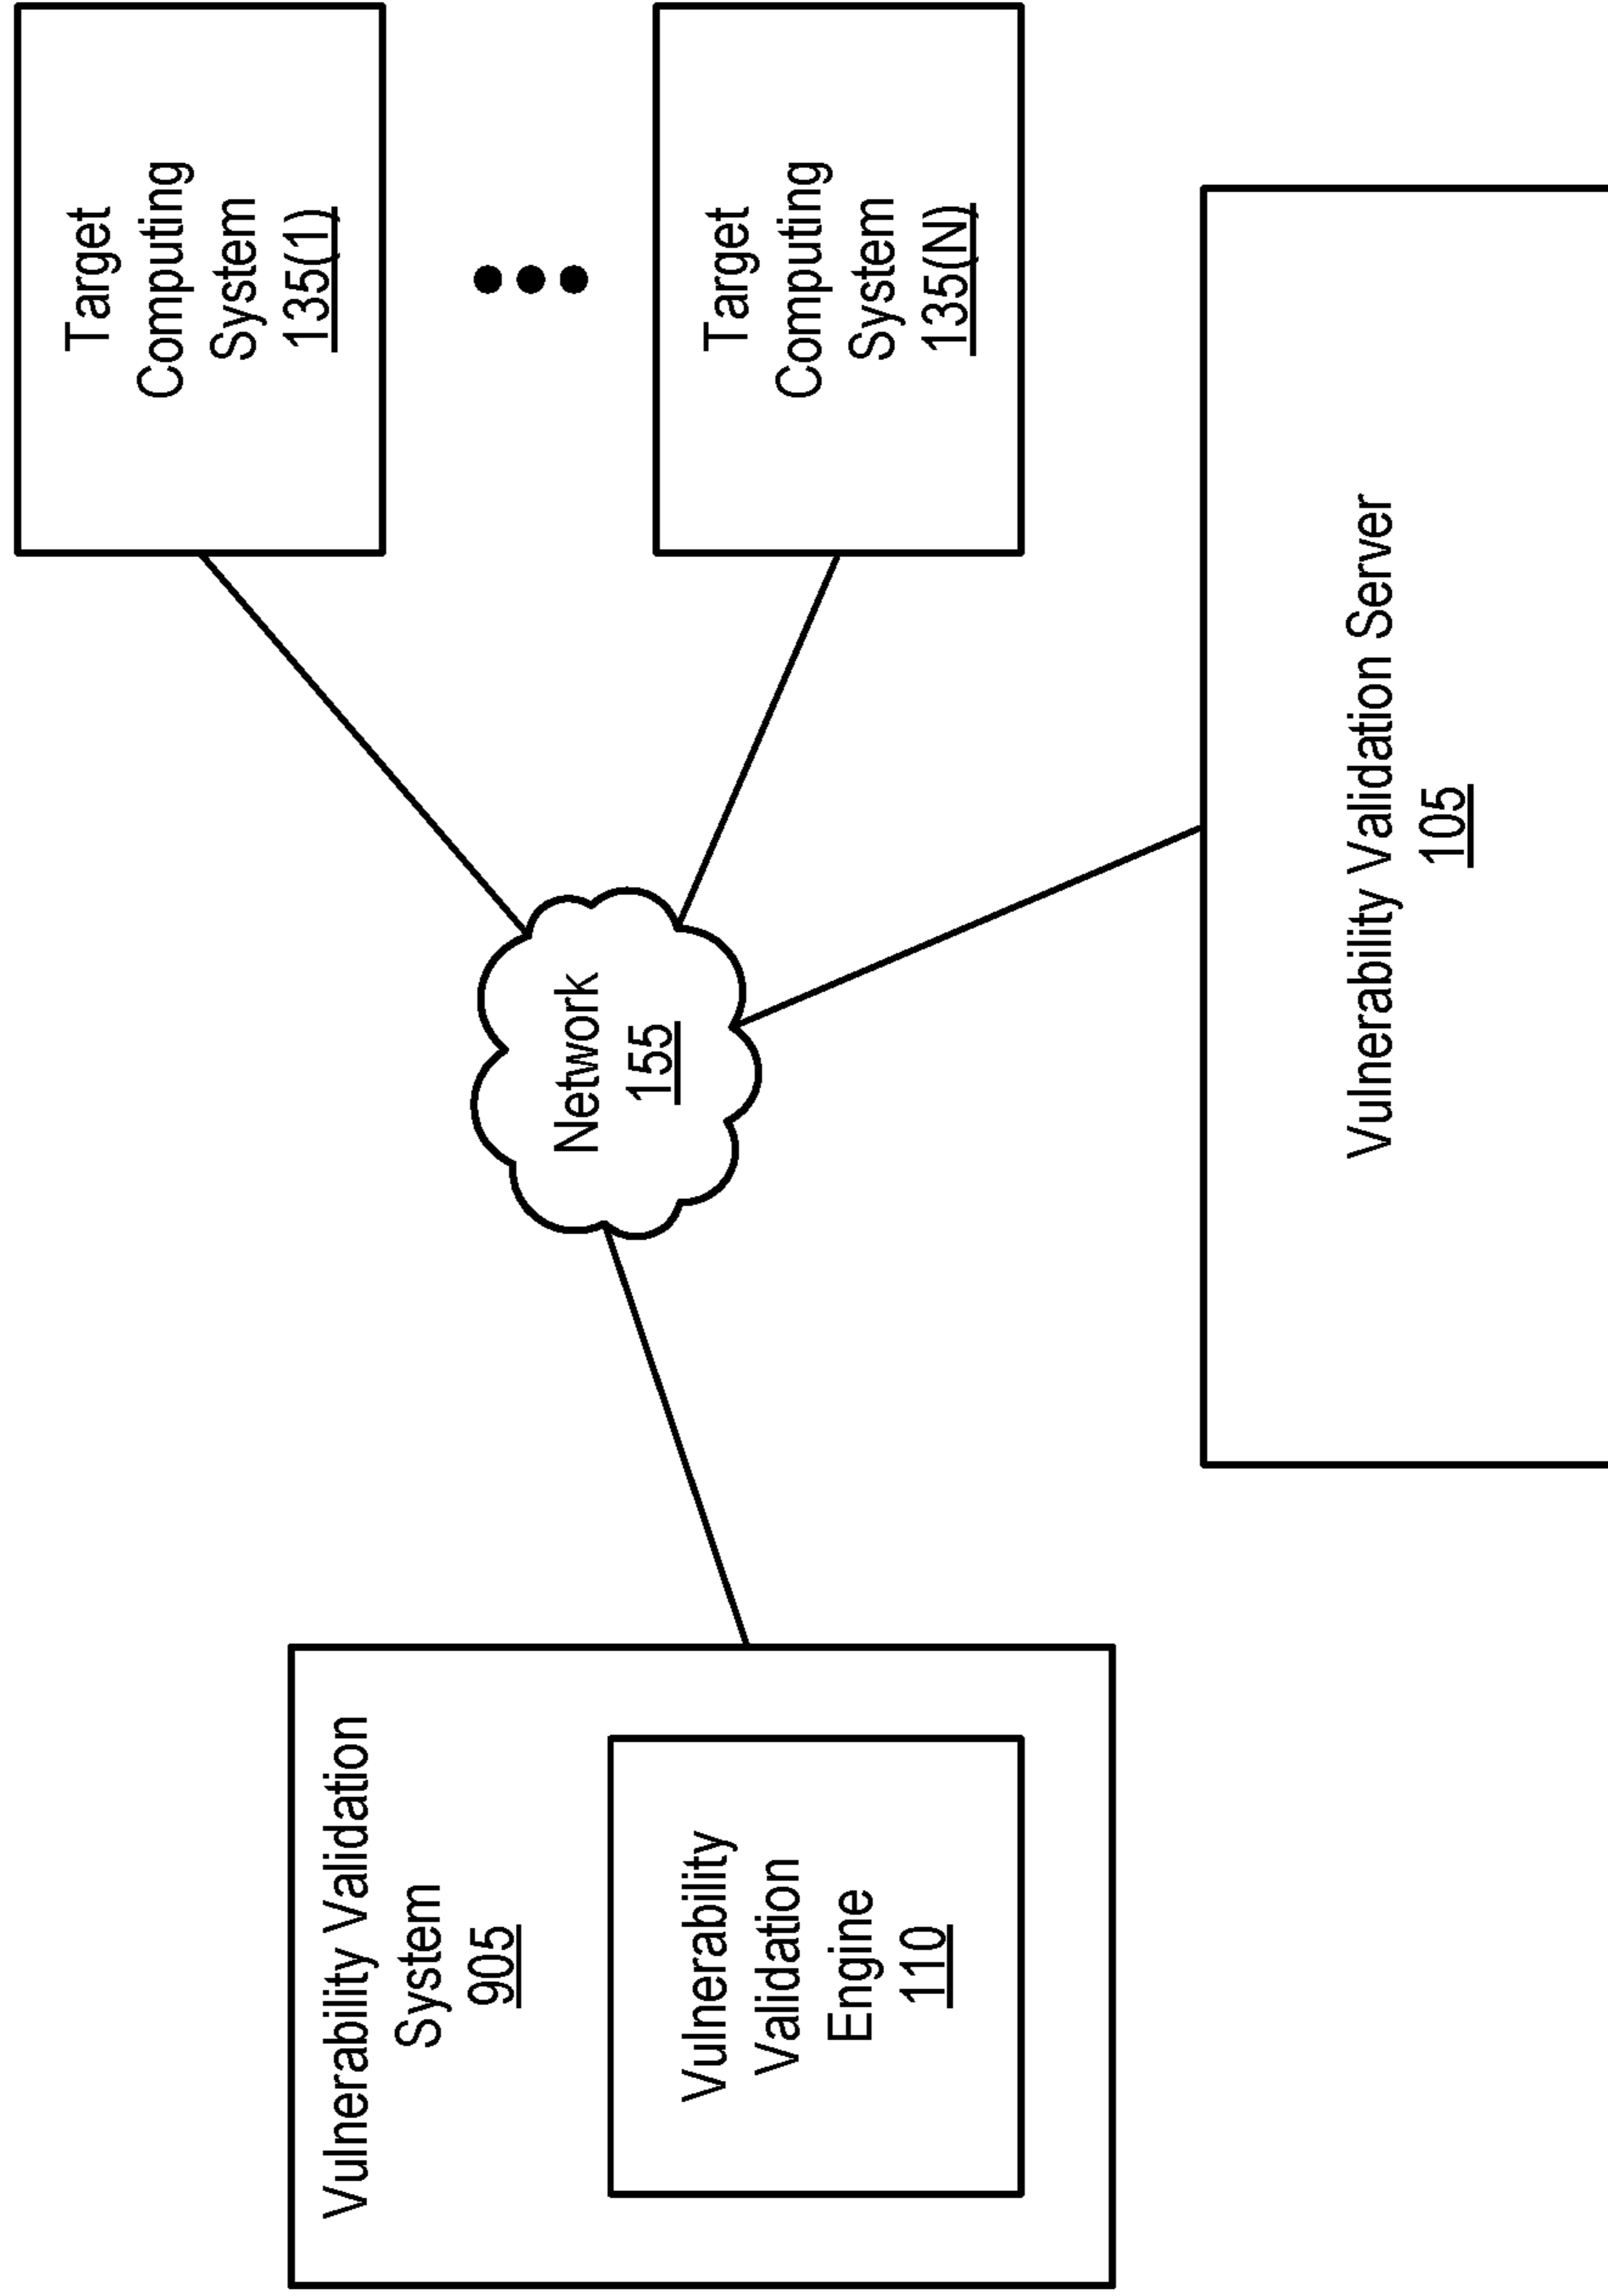 Vulnerability Validation
System
905
Vulnerability
Validation
Engine
110
Network
155
Target
Computing
System
135(1)
Target
Computing
System
135(N)
Vulnerability Validation Server
105